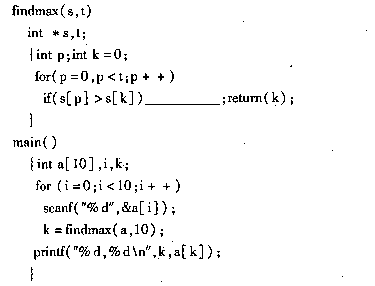 findmax(s,t)
int *s,t;
{int p;int k=0;
for(p=0,p<t;p++)
if(s[p}>s[k])__________;return(k);
}
main()
{int a[10],i,k;
for (i=0;i<10;i++)
scanf("%d",&a[i});
k=findmax(a,10);
printf("%d,%d\n",k,a[k]);
}